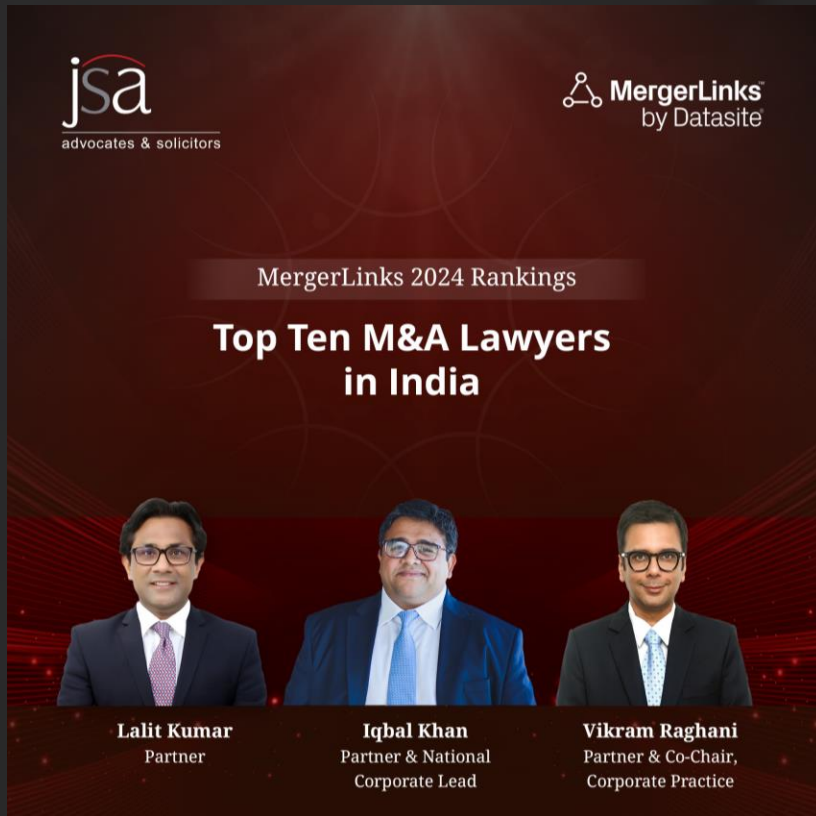 jsa
advocates & solicitors
MergerLinks™
by Datasite
MergerLinks 2024 Rankings
Top Ten M&A Lawyers
in India
Lalit Kumar
Partner
Iqbal Khan
Partner & National
Corporate Lead
Vikram Raghani
Partner & Co-Chair,
Corporate Practice